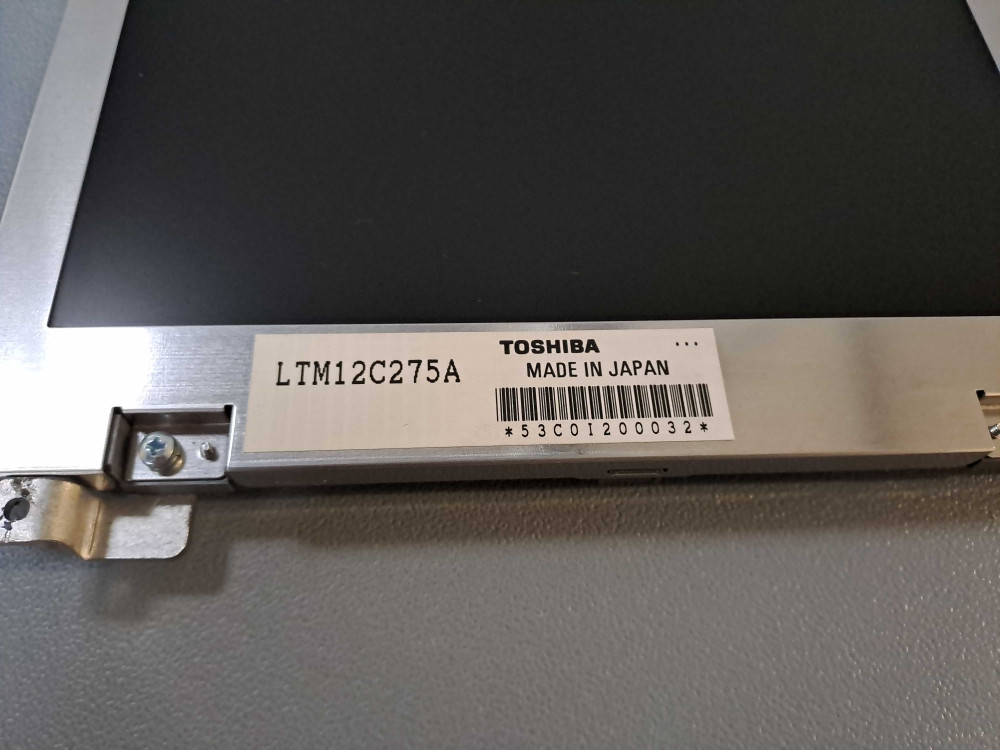 LTM12C275A
TOSHIBA
MADE IN JAPAN
*53C0I200032*